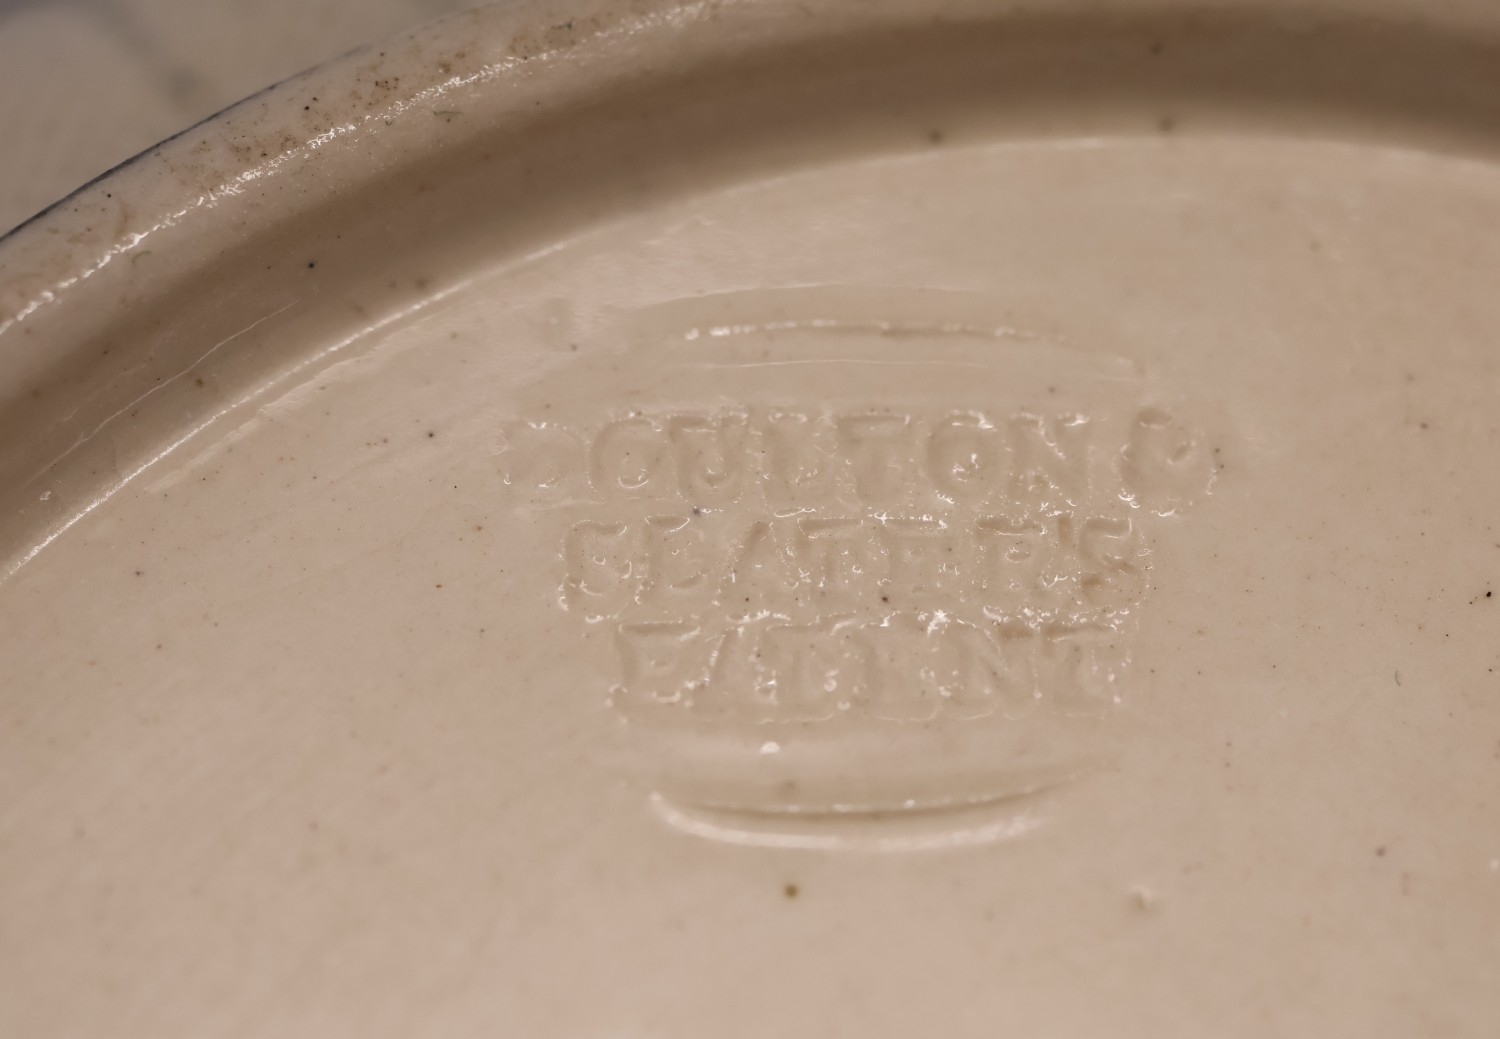 DOULTON &
SLATER'S
PATENT